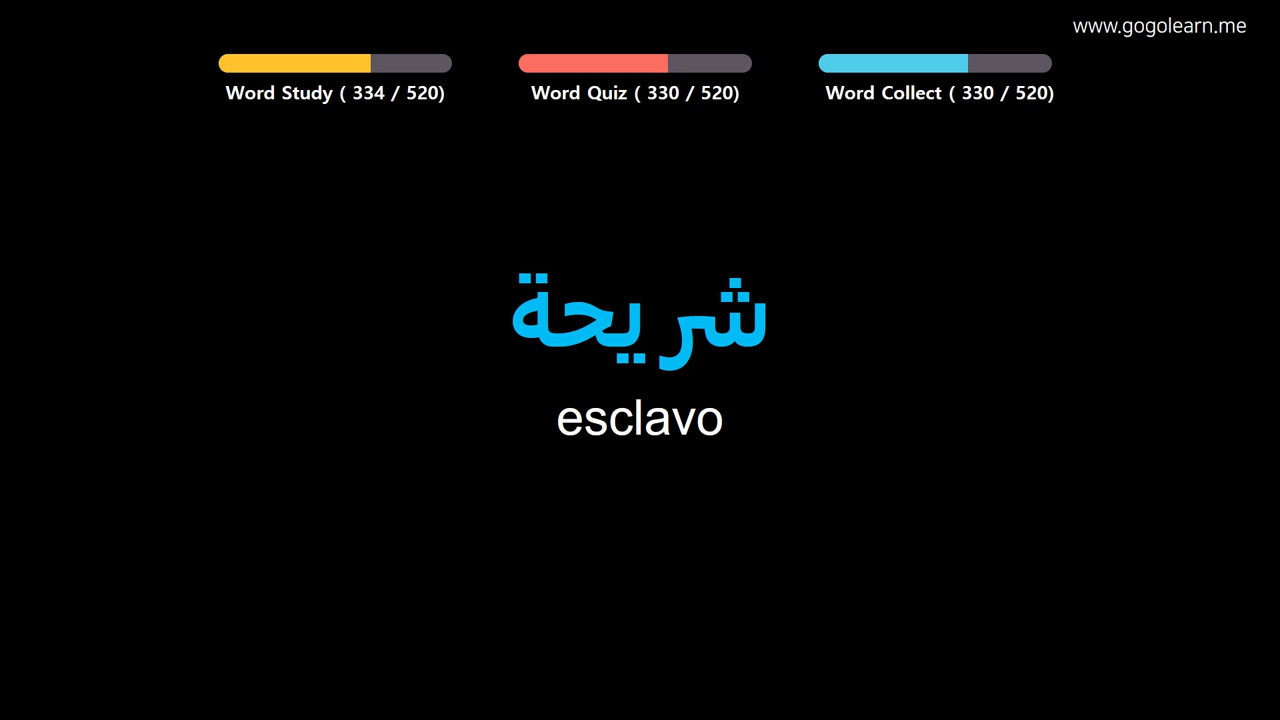 www.gogolearn.me
Word Study ( 334 / 520)
Word Quiz ( 330 / 520)
Word Collect ( 330 / 520)
شريحة
esclavo